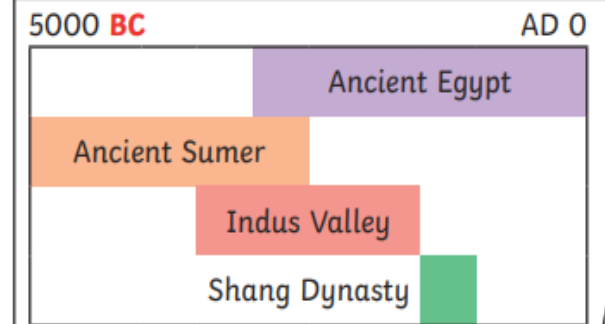 5000 BC AD 0
Ancient Egypt
Ancient Sumer
Indus Valley
Shang Dynasty